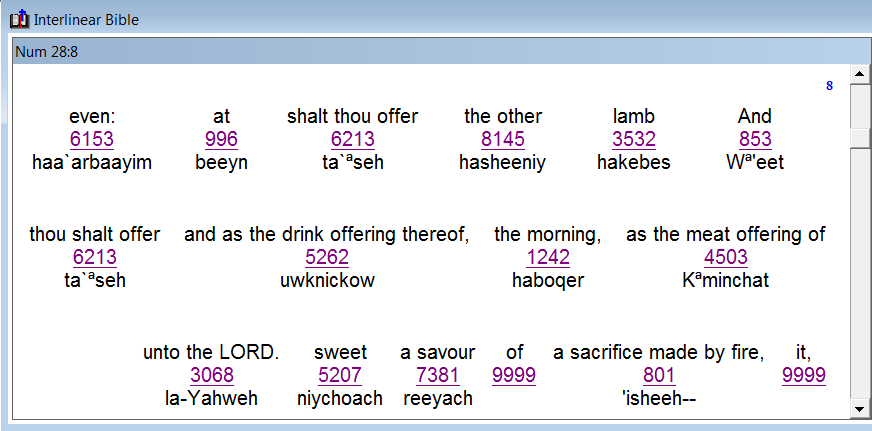 Interlinear Bible
Num 28:8
8
even: at shalt thou offer the other lamb And
6153 996 6213 8145 3532 853
haa`arbaayim beeyn ta`ªseh hasheeniy hakebes Wª'eet
thou shalt offer and as the drink offering thereof, the morning, as the meat offering of
6213 5262 1242 4503
ta`ªseh uwknickow haboqer Kªminchat
unto the LORD. sweet a savour of a sacrifice made by fire, it,
3068 5207 7381 9999 801 9999
la-Yahweh niychoach reeyach 'isheeh--